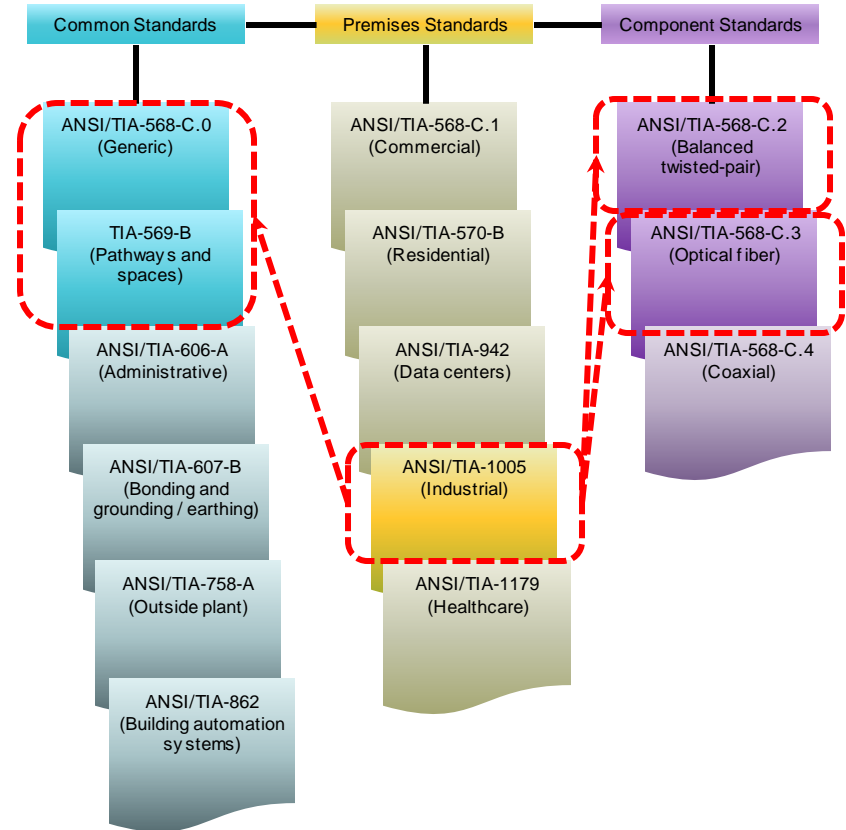 Common Standards
Premises Standards
Component Standards
ANSI/TIA-568-C.0
(Generic)
TIA-569-B
(Pathways and
spaces)
ANSI/TIA-606-A
(Administrative)
ANSI/TIA-607-B
(Bonding and
grounding / earthing)
ANSI/TIA-758-A
(Outside plant)
ANSI/TIA-862
(Building automation
systems)
ANSI/TIA-568-C.1
(Commercial)
ANSI/TIA-570-B
(Residential)
ANSI/TIA-942
(Data centers)
ANSI/TIA-1005
(Industrial)
ANSI/TIA-1179
(Healthcare)
ANSI/TIA-568-C.2
(Balanced
twisted-pair)
ANSI/TIA-568-C.3
(Optical fiber)
ANSI/TIA-568-C.4
(Coaxial)